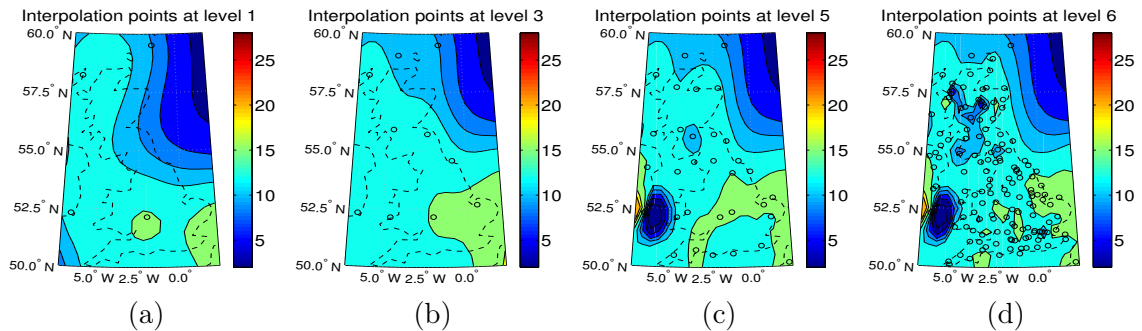 Interpolation points at level 1
60.0° N
57.5° N
55.0° N
52.5° N
50.0° N
5.0° W
2.5° W
0.0°
25
20
15
10
5
(a)
Interpolation points at level 3
60.0° N
57.5° N
55.0° N
52.5° N
50.0° N
5.0° W
2.5° W
0.0°
25
20
15
10
5
(b)
Interpolation points at level 5
60.0° N
57.5° N
55.0° N
52.5° N
50.0° N
5.0° W
2.5° W
0.0°
25
20
15
10
5
(c)
Interpolation points at level 6
60.0° N
57.5° N
55.0° N
52.5° N
50.0° N
5.0° W
2.5° W
0.0°
25
20
15
10
5
(d)